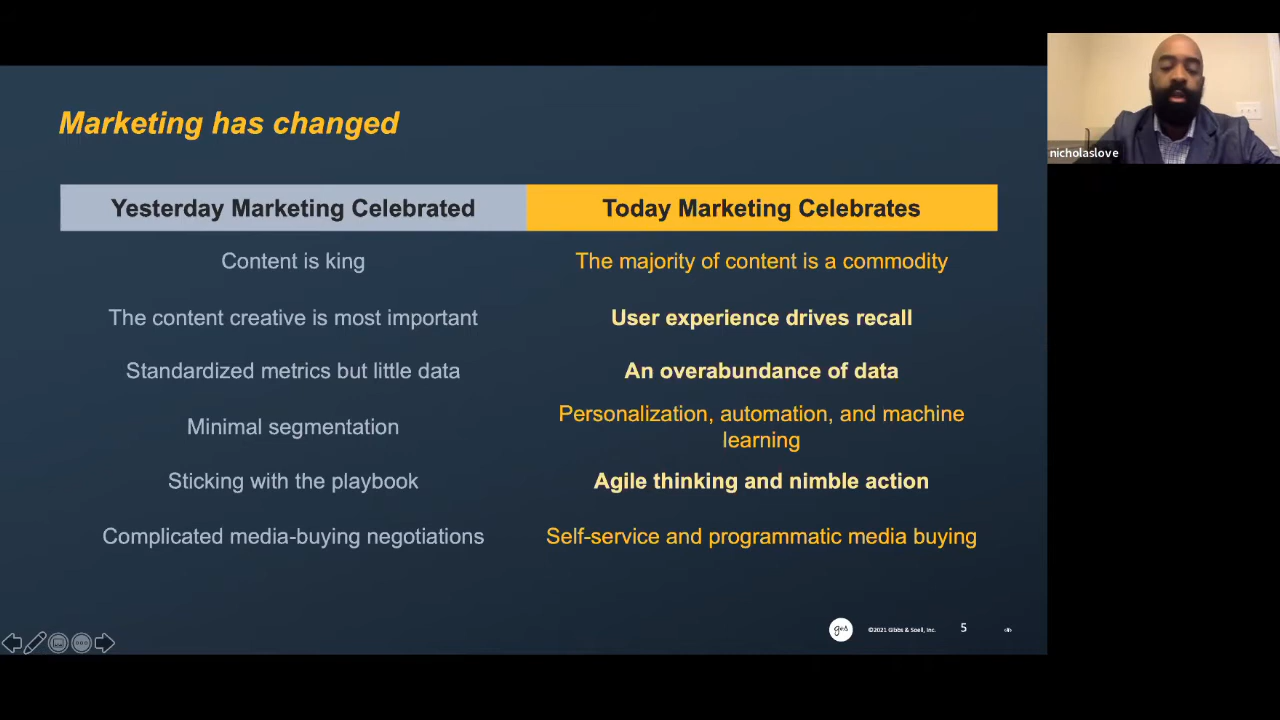 Marketing has changed
nicholaslove
Yesterday Marketing Celebrated
Today Marketing Celebrates
Content is king
The majority of content is a commodity
The content creative is most important
User experience drives recall
Standardized metrics but little data
An overabundance of data
Minimal segmentation
Personalization, automation, and machine
learning
Sticking with the playbook
Agile thinking and nimble action
Complicated media-buying negotiations
Self-service and programmatic media buying
g&s
©2021 Gibbs & Soell, Inc.
5